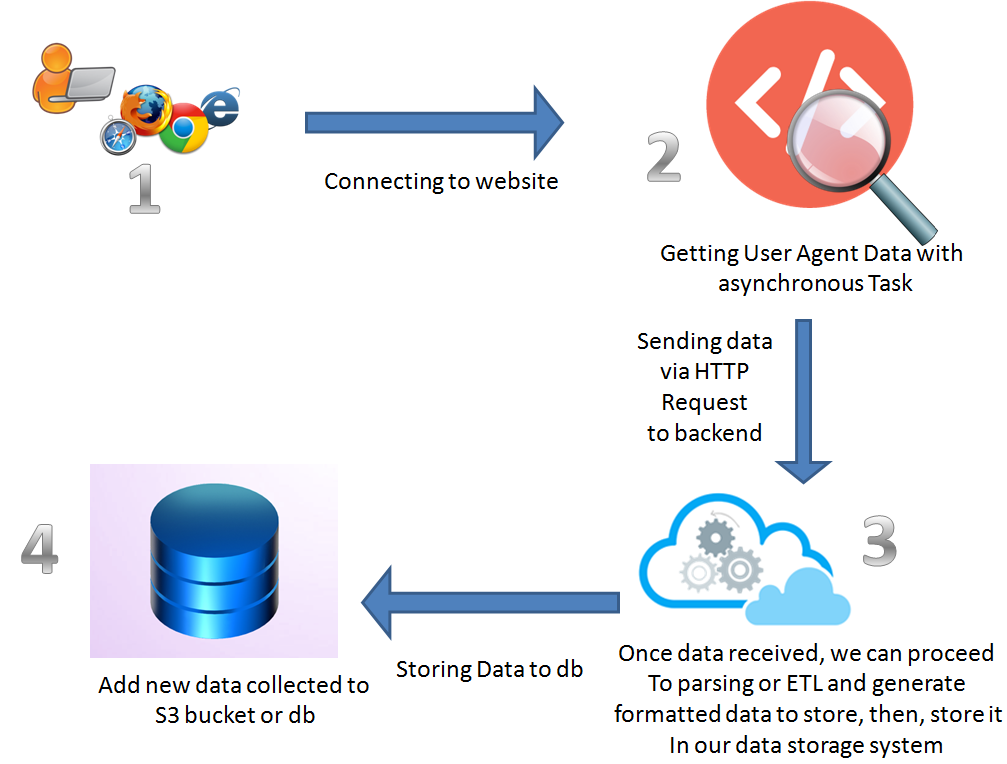 1
Connecting to website
2
Getting User Agent Data with
asynchronous Task
Sending data
via HTTP
Request
to backend
3
Once data received, we can proceed
To parsing or ETL and generate
formatted data to store, then, store it
In our data storage system
Storing Data to db
4
Add new data collected to
S3 bucket or db